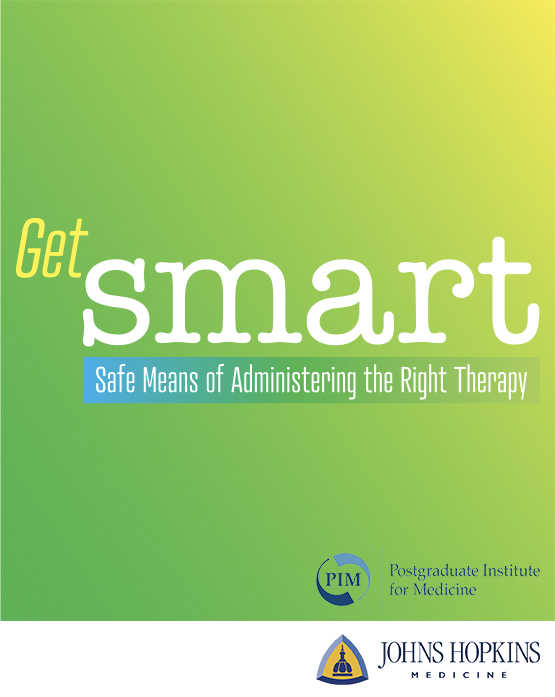 Get
smart
Safe Means of Administering the Right Therapy
PIM
Postgraduate Institute
for Medicine
JOHNS HOPKINS
MEDICINE